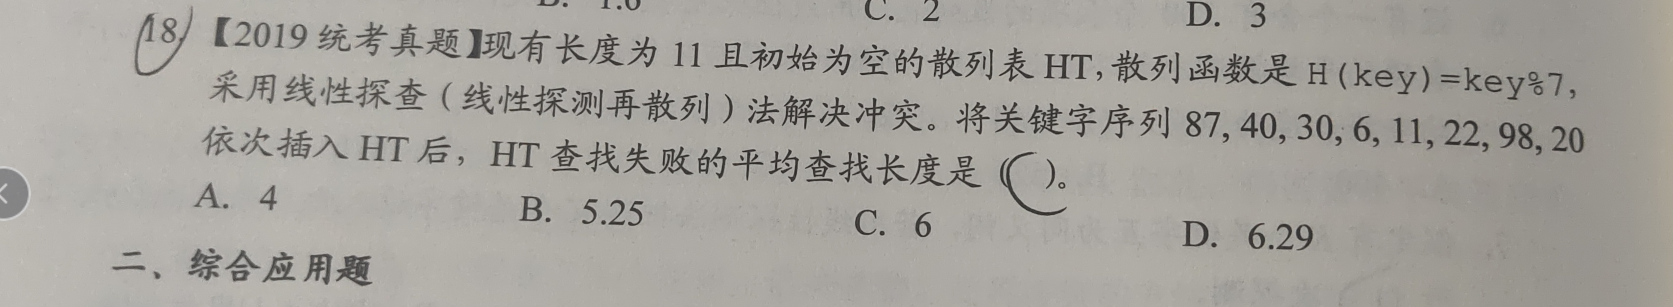 C. 2 D. 3
18 【2019 统考真题】现有长度为 11 且初始为空的散列表 HT,散列函数是 H(key)=key%7,
采用线性探查(线性探测再散列)法解决冲突。将关键字序列 87, 40, 30, 6, 11, 22, 98, 20
依次插入 HT 后,HT 查找失败的平均查找长度是 ( C )。
A. 4 B. 5.25 C. 6 D. 6.29
二、综合应用题